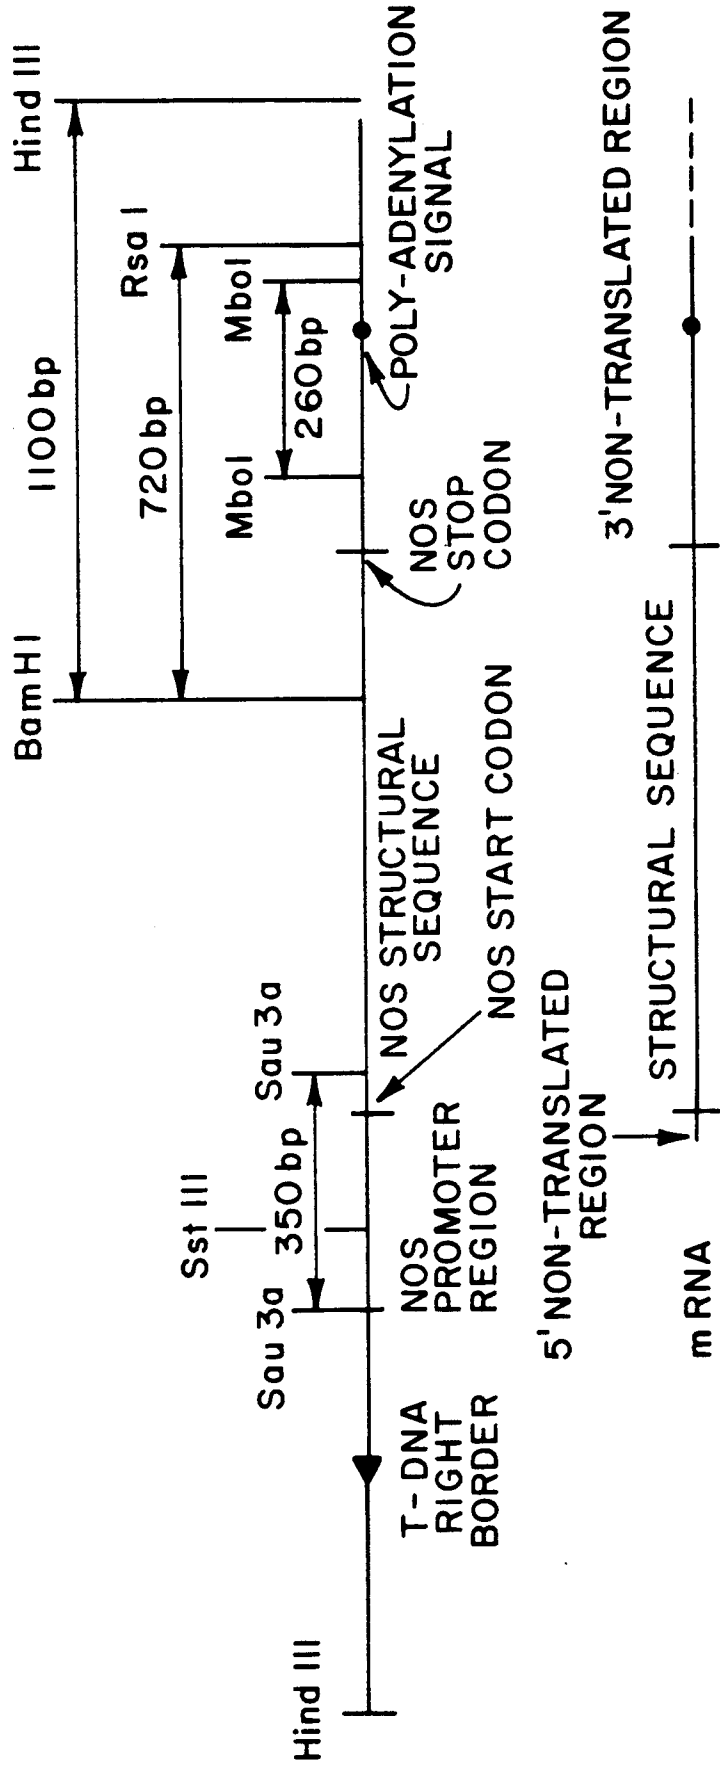 BamHI
Hind III
1100bp
Rsa I
720bp
MboI
MboI
260bp
Sst III
Sau 3a
Sau 3a
350bp
Hind III
T-DNA
RIGHT
BORDER
NOS
PROMOTER
REGION
NOS STRUCTURAL
SEQUENCE
NOS START CODON
NOS
STOP
CODON
POLY-ADENYLATION
SIGNAL
5'NON-TRANSLATED
REGION
STRUCTURAL SEQUENCE
3'NON-TRANSLATED REGION
mRNA